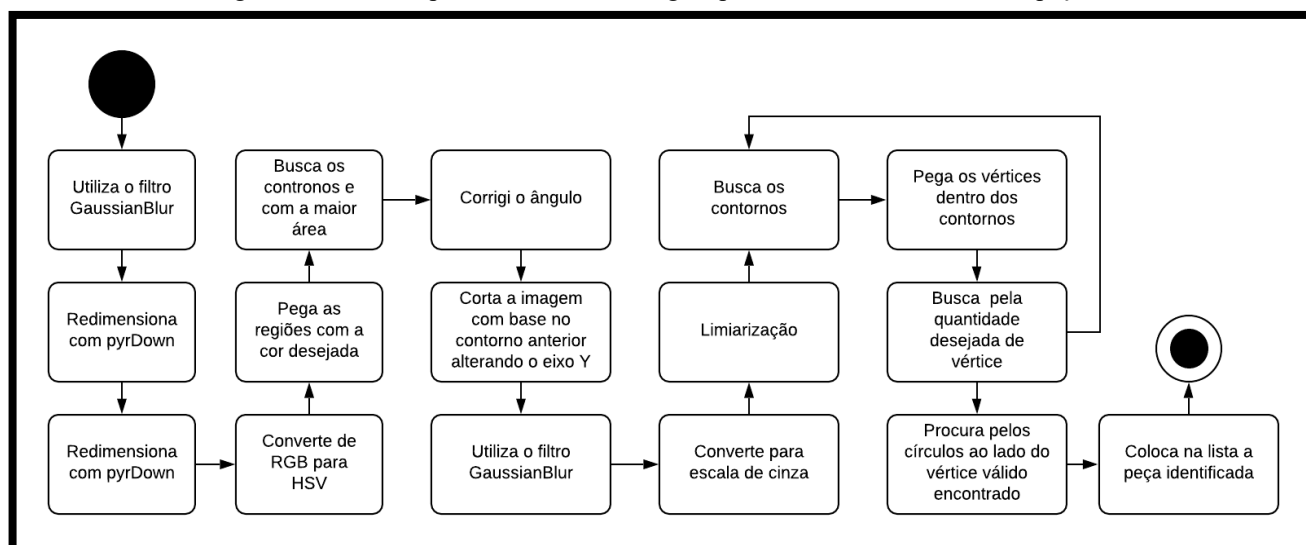 Utiliza o filtro
GaussianBlur
Redimensiona
com pyrDown
Redimensiona
com pyrDown
Converte de
RGB para
HSV
Pega as
regiões com a
cor desejada
Busca os
contronos e
com a maior
área
Corrigi o ângulo
Corta a imagem
com base no
contorno anterior
alterando o eixo Y
Utiliza o filtro
GaussianBlur
Converte para
escala de cinza
Limiarização
Busca os
contornos
Pega os vértices
dentro dos
contornos
Busca pela
quantidade
desejada de
vértice
Procura pelos
círculos ao lado do
vértice válido
encontrado
Coloca na lista a
peça identificada